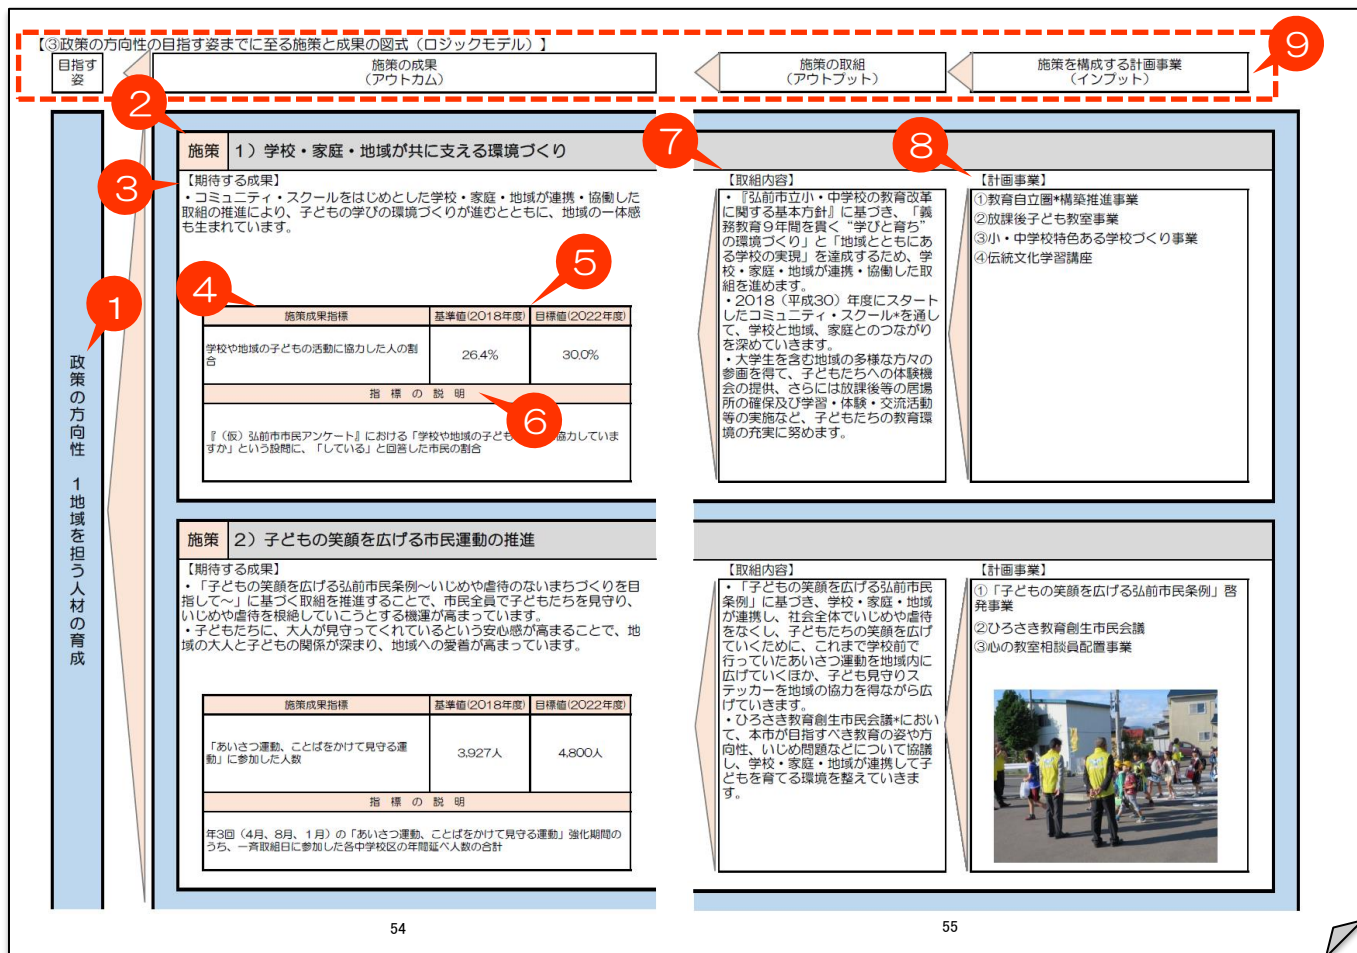 【③政策の方向性の目指す姿までに至る施策と成果の図式（ロジックモデル）】
9
目指す
姿
施策の成果
（アウトカム）
施策の取組
（アウトプット）
施策を構成する計画事業
（インプット）
1
政策の方向性　１地域を担う人材の育成
2
施策
1）学校・家庭・地域が共に支える環境づくり
3
【期待する成果】
・コミュニティ・スクールをはじめとした学校・家庭・地域が連携・協働した
取組の推進により、子どもの学びの環境づくりが進むとともに、地域の一体感
も生まれています。
4
5
施策成果指標
基準値(2018年度)
目標値(2022年度)
学校や地域の子どもの活動に協力した人の割
合
26.4%
30.0%
指標の説明
6
『（仮）弘前市市民アンケート』における「学校や地域の子ども
協力していま
すか」という設問に、「している」と回答した市民の割合
7
【取組内容】
・『弘前市立小・中学校の教育改革
に関する基本方針』に基づき、「義
務教育９年間を貫く“学びと育ち”
の環境づくり」と「地域とともにあ
る学校の実現」を達成するため、学
校・家庭・地域が連携・協働した取
組を進めます。
・2018（平成30）年度にスタート
したコミュニティ・スクール*を通し
て、学校と地域、家庭とのつながり
を深めていきます。
・大学生を含む地域の多様な方々の
参画を得て、子どもたちへの体験機
会の提供、さらには放課後等の居場
所の確保及び学習・体験・交流活動
等の実施など、子どもたちの教育環
境の充実に努めます。
8
【計画事業】
①教育自立圏*構築推進事業
②放課後子ども教室事業
③小・中学校特色ある学校づくり事業
④伝統文化学習講座
施策
2）子どもの笑顔を広げる市民運動の推進
【期待する成果】
・「子どもの笑顔を広げる弘前市民条例～いじめや虐待のないまちづくりを目
指して～」に基づく取組を推進することで、市民全員で子どもたちを見守り、
いじめや虐待を根絶していこうとする機運が高まっています。
・子どもたちに、大人が見守ってくれているという安心感が高まることで、地
域の大人と子どもの関係が深まり、地域への愛着が高まっています。
施策成果指標
基準値(2018年度)
目標値(2022年度)
「あいさつ運動、ことばをかけて見守る運
動」に参加した人数
3,927人
4,800人
指標の説明
年3回（4月、8月、1月）の「あいさつ運動、ことばをかけて見守る運動」強化期間の
うち、一斉取組日に参加した各中学校区の年間延べ人数の合計
【取組内容】
・「子どもの笑顔を広げる弘前市民
条例」に基づき、学校・家庭・地域
が連携し、社会全体でいじめや虐待
をなくし、子どもたちの笑顔を広げ
ていくために、これまで学校前で
行っていたあいさつ運動を地域内に
広げていくほか、子ども見守りス
テッカーを地域の協力を得ながら広
げていきます。
・ひろさき教育創生市民会議*におい
て、本市が目指すべき教育の姿や方
向性、いじめ問題などについて協議
し、学校・家庭・地域が連携して子
どもを育てる環境を整えていきま
す。
【計画事業】
①「子どもの笑顔を広げる弘前市民条例」啓
発事業
②ひろさき教育創生市民会議
③心の教室相談員配置事業
54
55